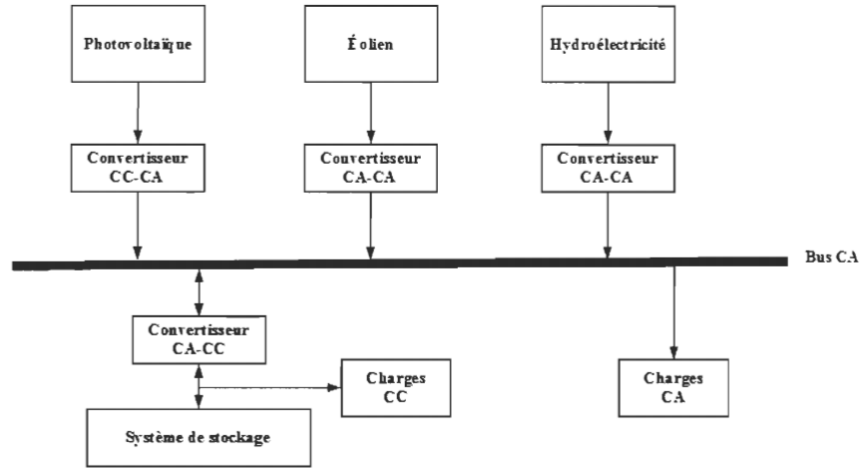 Photovoltaïque
Éolien
Hydroélectricité
Convertisseur
CC-CA
Convertisseur
CA-CA
Convertisseur
CA-CA
Bus CA
Convertisseur
CA-CC
Charges
CC
Charges
CA
Système de stockage